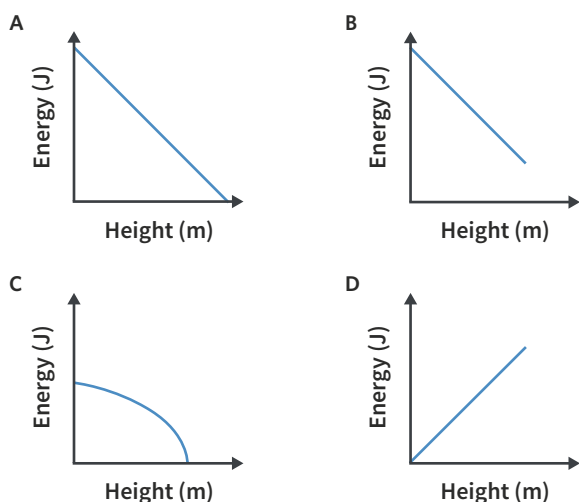 A
Energy (J)
Height (m)
B
Energy (J)
Height (m)
C
Energy (J)
Height (m)
D
Energy (J)
Height (m)